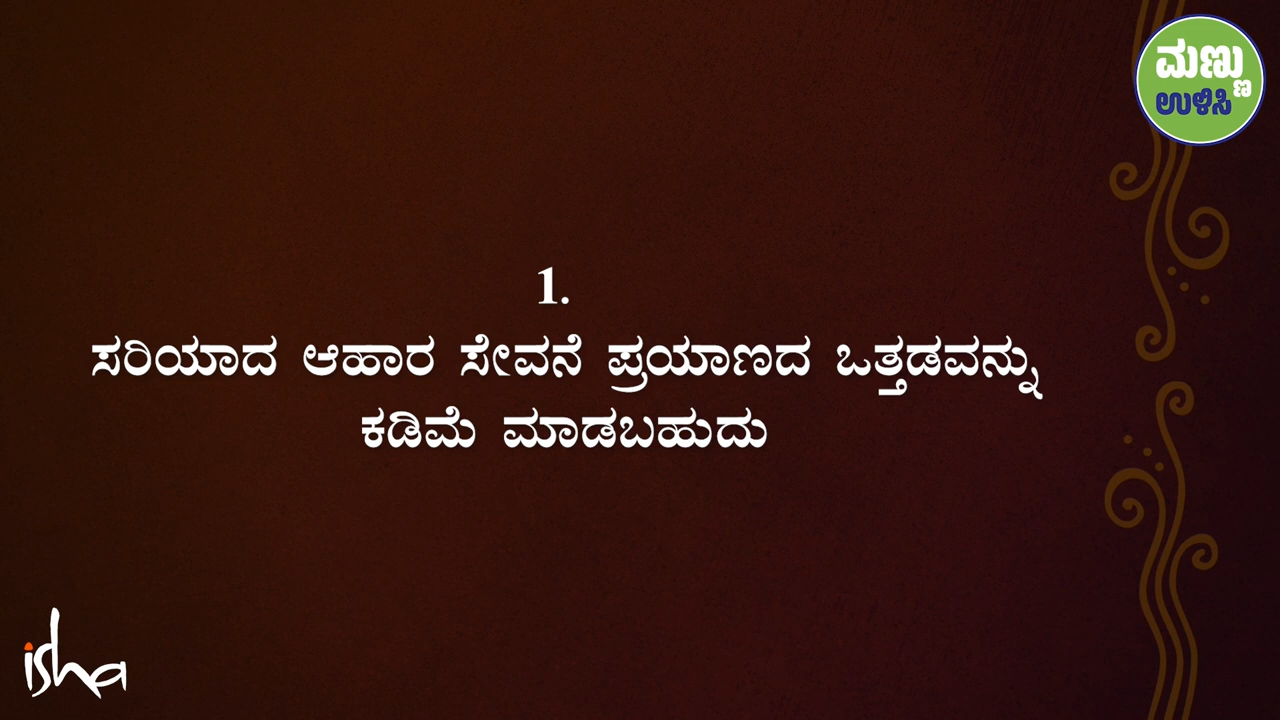 ಮಣ್ಣು
ಉಳಿಸಿ
1.
ಸರಿಯಾದ ಆಹಾರ ಸೇವನೆ ಪ್ರಯಾಣದ ಒತ್ತಡವನ್ನು
ಕಡಿಮೆ ಮಾಡಬಹುದು
isha